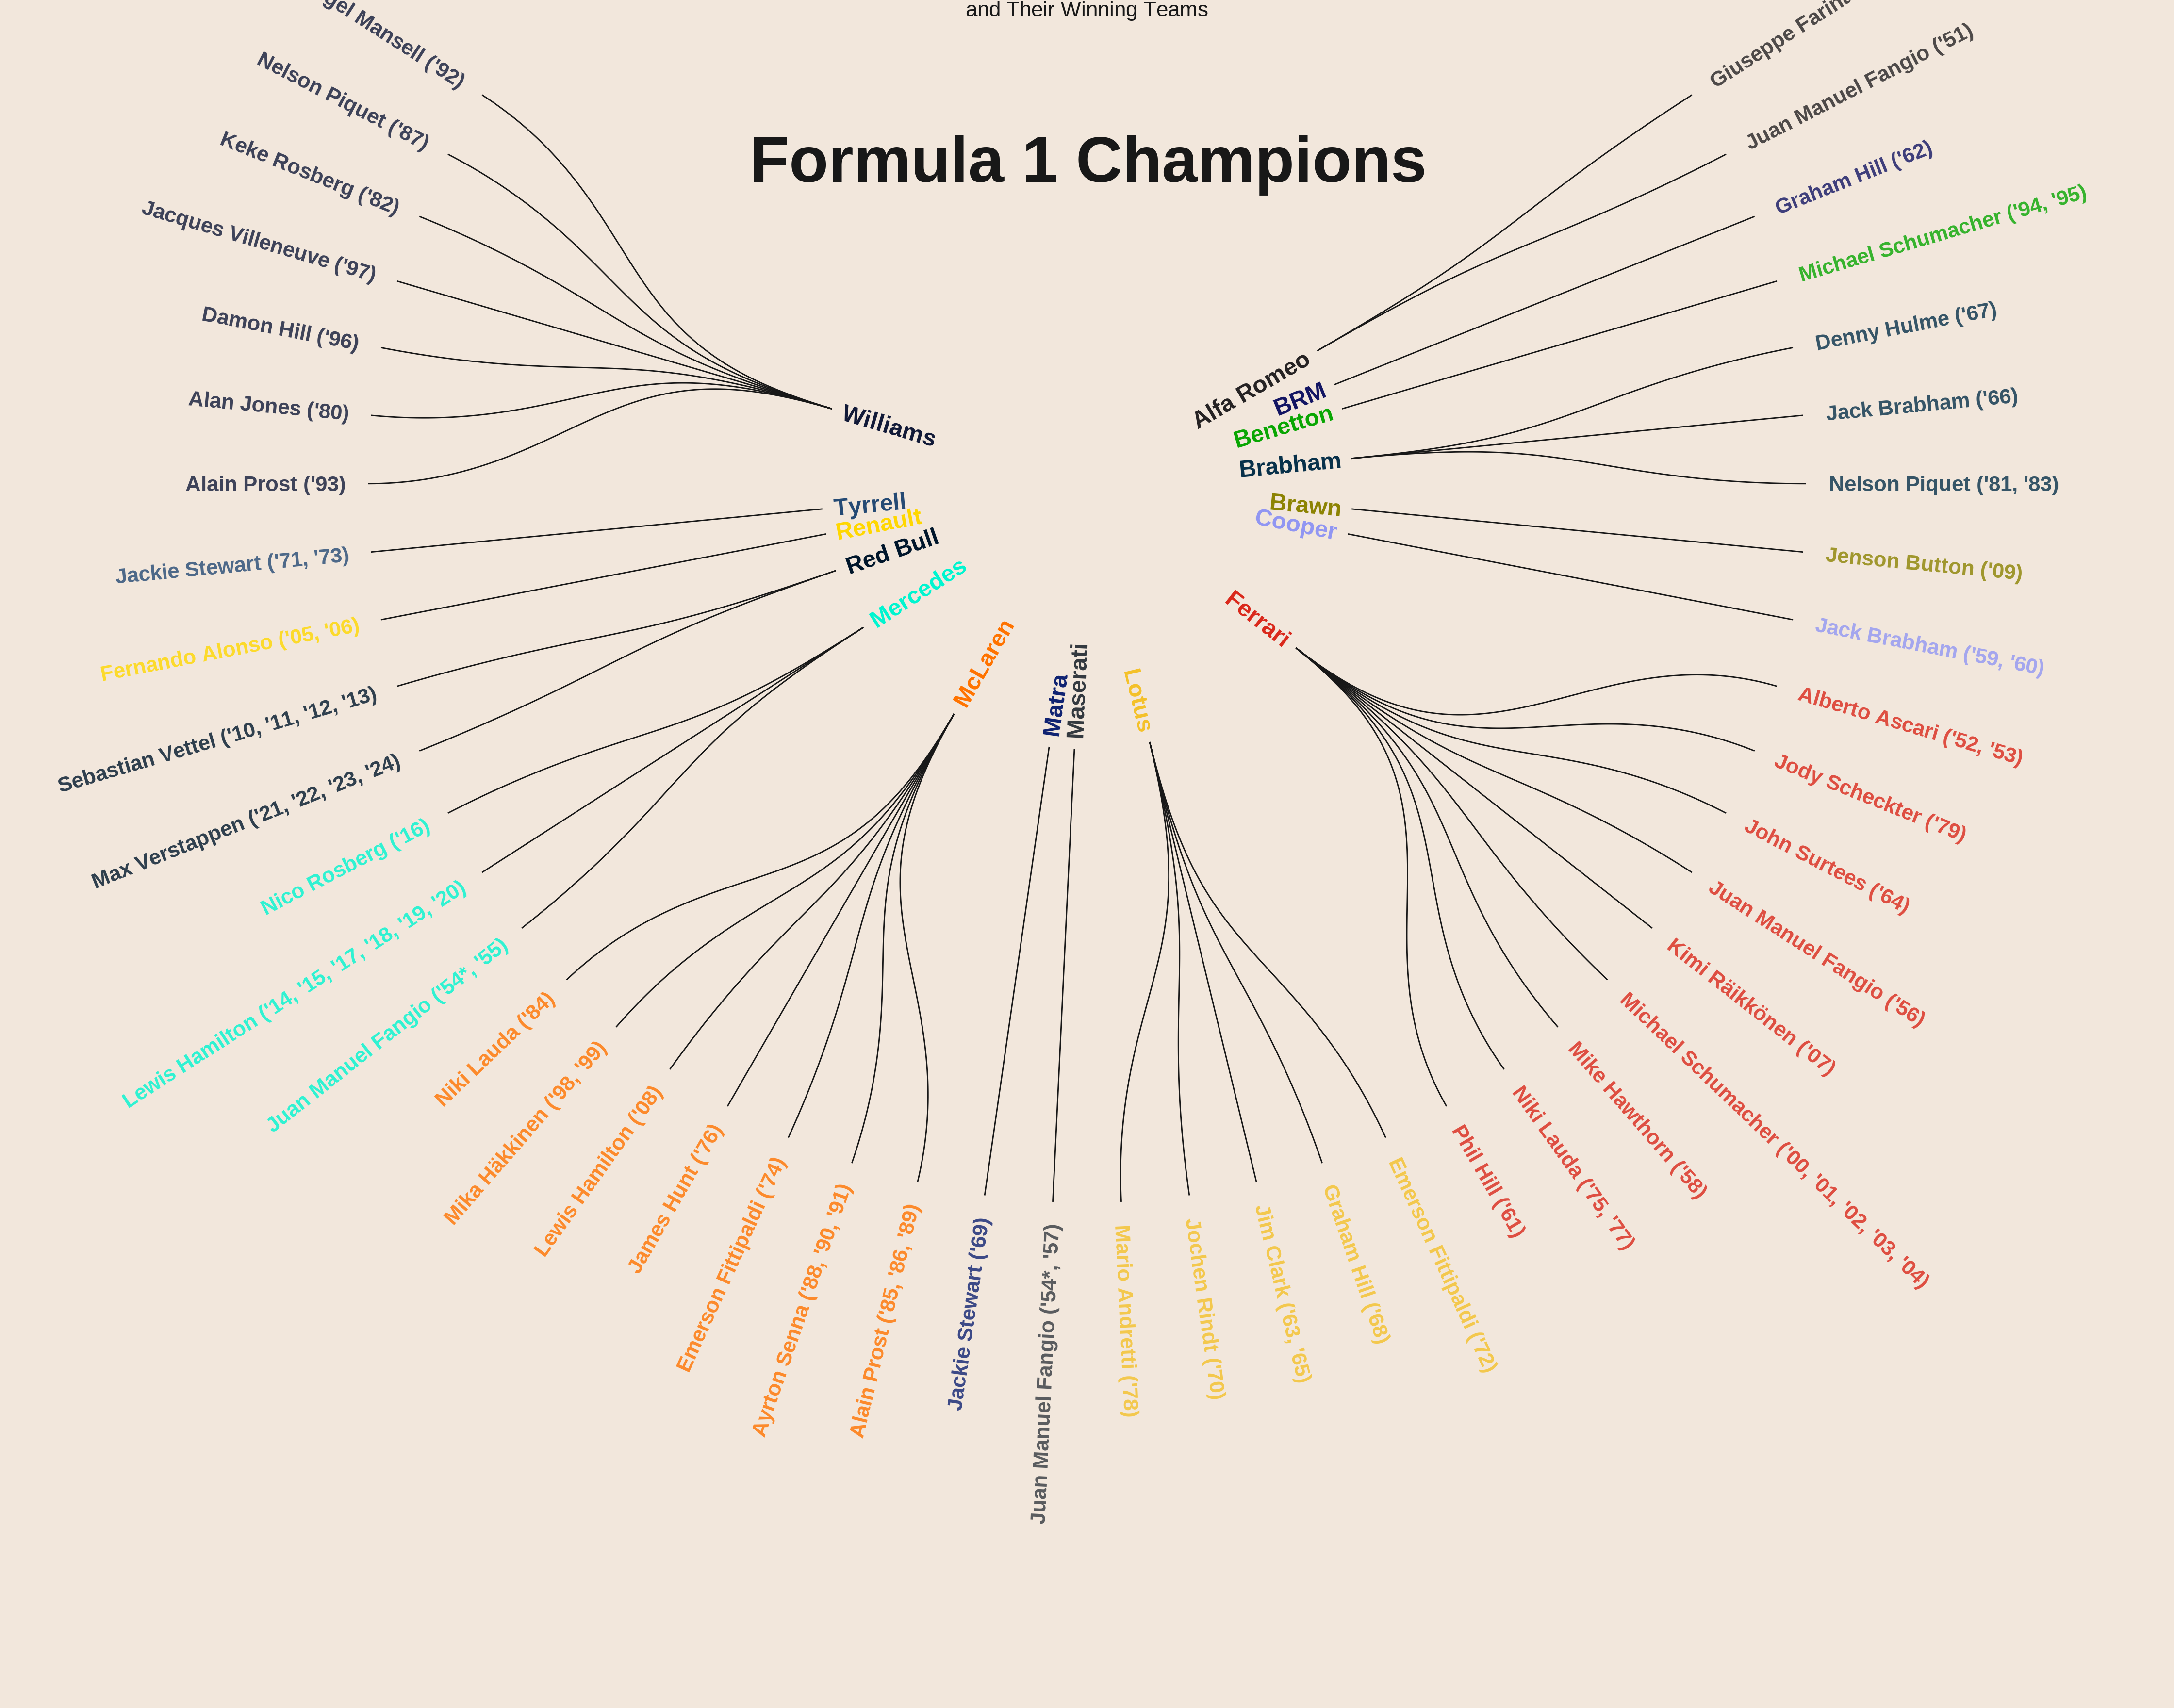 and Their Winning Teams
Formula 1 Champions
Mansell ('92)
Nelson Piquet ('87)
Keke Rosberg ('82)
Jacques Villeneuve ('97)
Damon Hill ('96)
Alan Jones ('80)
Alain Prost ('93)
Williams
Jackie Stewart ('71, '73)
Tyrrell
Fernando Alonso ('05, '06)
Renault
Sebastian Vettel ('10, '11, '12, '13)
Max Verstappen ('21, '22, '23, '24)
Red Bull
Nico Rosberg ('16)
Lewis Hamilton ('14, '15, '17, '18, '19, '20)
Juan Manuel Fangio ('54*, '55)
Mercedes
Niki Lauda ('84)
Mika Häkkinen ('98, '99)
Lewis Hamilton ('08)
James Hunt ('76)
Emerson Fittipaldi ('74)
Ayrton Senna ('88, '90, '91)
Alain Prost ('85, '86, '89)
McLaren
Jackie Stewart ('69)
Matra
Juan Manuel Fangio ('54*, '57)
Maserati
Mario Andretti ('78)
Jochen Rindt ('70)
Jim Clark ('63, '65)
Graham Hill ('68)
Emerson Fittipaldi ('72)
Lotus
Phil Hill ('61)
Niki Lauda ('75, '77)
Mike Hawthorn ('58)
Michael Schumacher ('00, '01, '02, '03, '04)
Kimi Räikkönen ('07)
Juan Manuel Fangio ('56)
John Surtees ('64)
Jody Scheckter ('79)
Alberto Ascari ('52, '53)
Ferrari
Jack Brabham ('59, '60)
Cooper
Jenson Button ('09)
Brawn
Nelson Piquet ('81, '83)
Jack Brabham ('66)
Denny Hulme ('67)
Brabham
Michael Schumacher ('94, '95)
Benetton
Graham Hill ('62)
BRM
Juan Manuel Fangio ('51)
Giuseppe Farina
Alfa Romeo